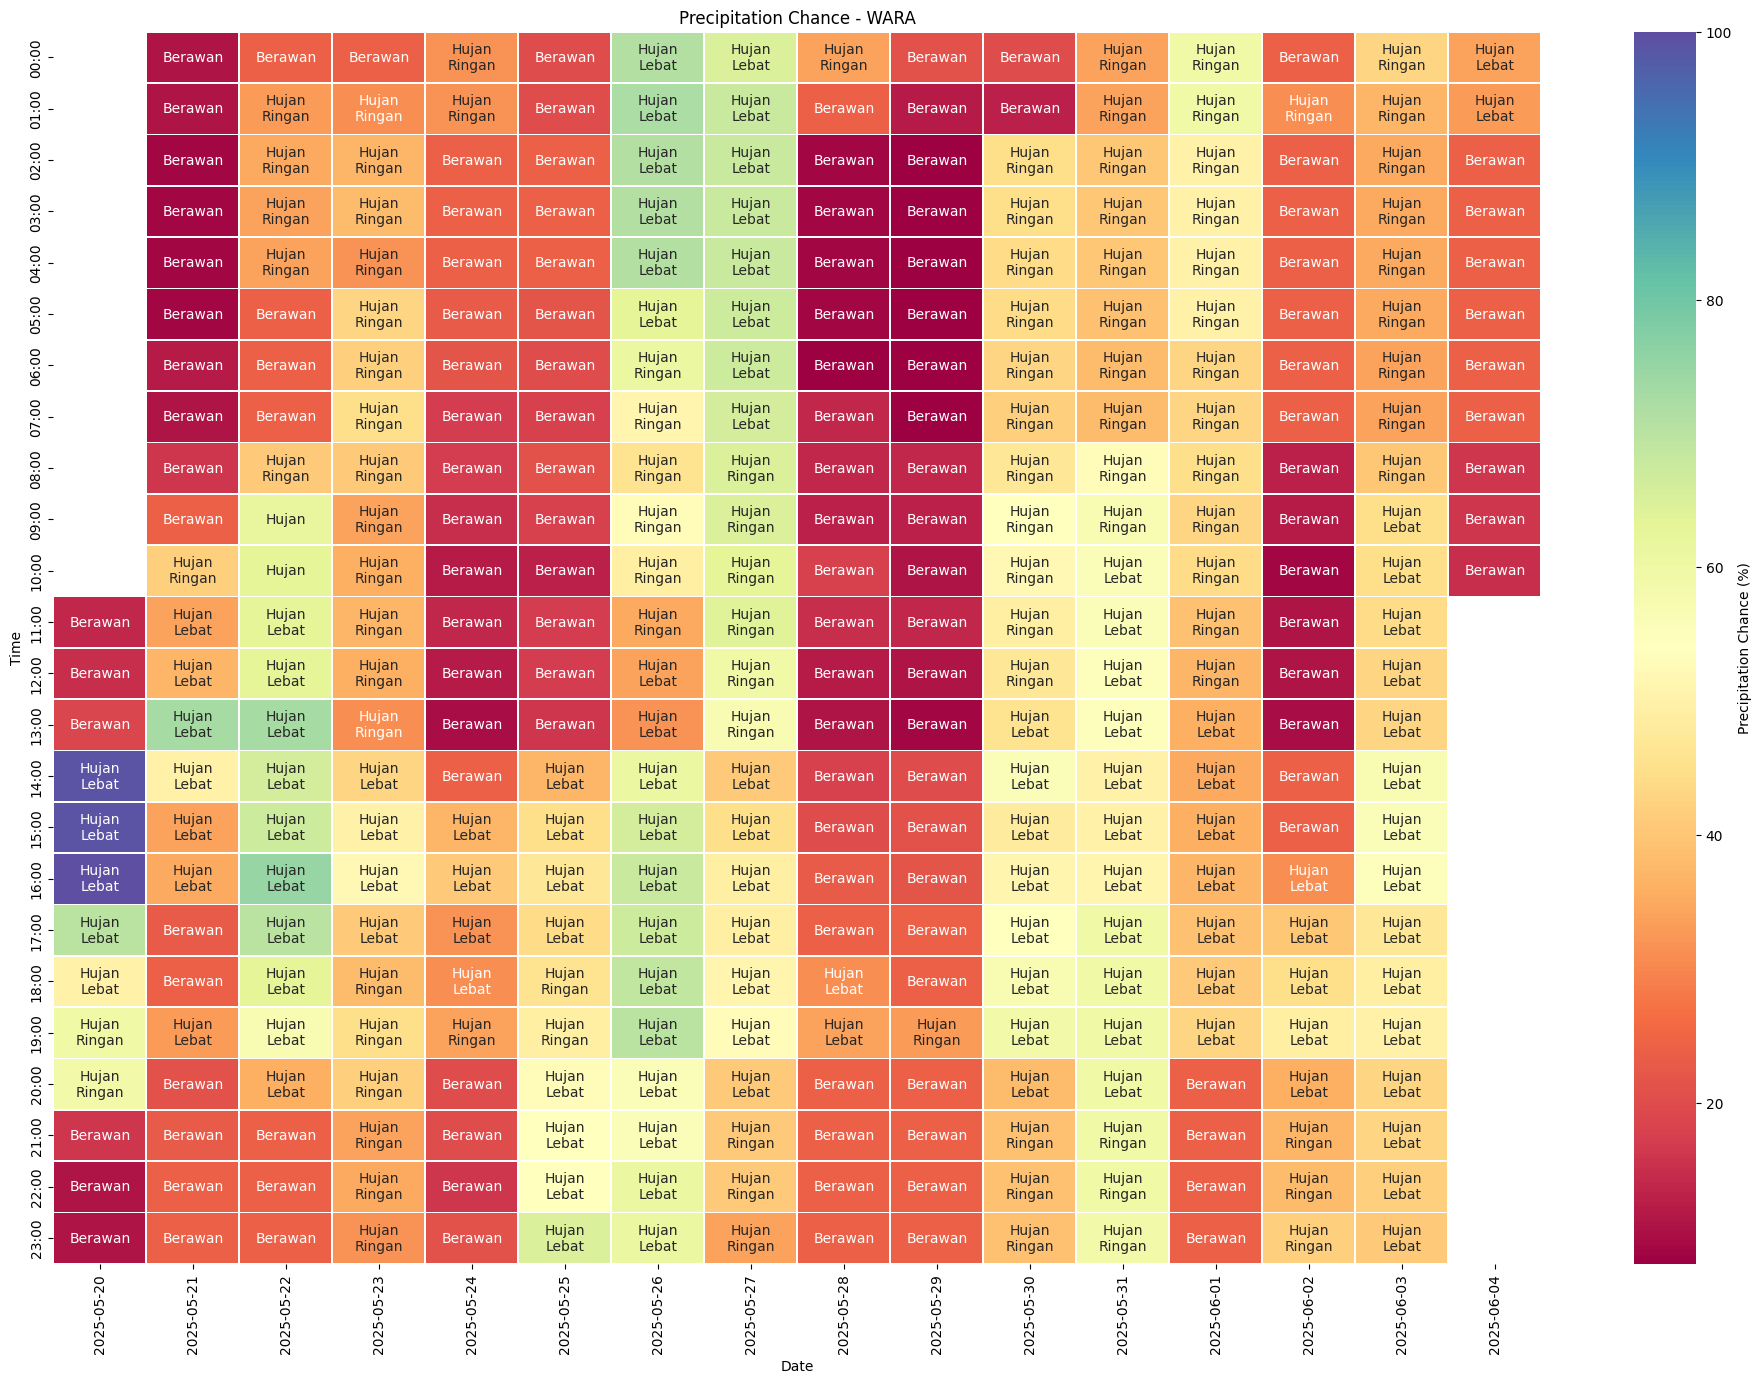 Precipitation Chance - WARA
00:00 Berawan Berawan Berawan Hujan Ringan Berawan Hujan Lebat Hujan Lebat Hujan Ringan Berawan Berawan Hujan Ringan Hujan Ringan Berawan Hujan Ringan Hujan Lebat
01:00 Berawan Hujan Ringan Hujan Ringan Hujan Ringan Berawan Hujan Lebat Hujan Lebat Berawan Berawan Berawan Hujan Ringan Hujan Ringan Hujan Ringan Hujan Ringan Hujan Lebat
02:00 Berawan Hujan Ringan Hujan Ringan Berawan Berawan Hujan Lebat Hujan Lebat Berawan Berawan Hujan Ringan Hujan Ringan Hujan Ringan Berawan Hujan Ringan Berawan
03:00 Berawan Hujan Ringan Hujan Ringan Berawan Berawan Hujan Lebat Hujan Lebat Berawan Berawan Hujan Ringan Hujan Ringan Hujan Ringan Berawan Hujan Ringan Berawan
04:00 Berawan Hujan Ringan Hujan Ringan Berawan Berawan Hujan Lebat Hujan Lebat Berawan Berawan Hujan Ringan Hujan Ringan Hujan Ringan Berawan Hujan Ringan Berawan
05:00 Berawan Berawan Hujan Ringan Berawan Berawan Hujan Lebat Hujan Lebat Berawan Berawan Hujan Ringan Hujan Ringan Hujan Ringan Berawan Hujan Ringan Berawan
06:00 Berawan Berawan Hujan Ringan Berawan Berawan Hujan Ringan Hujan Lebat Berawan Berawan Hujan Ringan Hujan Ringan Hujan Ringan Berawan Hujan Ringan Berawan
07:00 Berawan Berawan Hujan Ringan Berawan Berawan Hujan Ringan Hujan Lebat Berawan Berawan Hujan Ringan Hujan Ringan Hujan Ringan Berawan Hujan Ringan Berawan
08:00 Berawan Hujan Ringan Hujan Ringan Berawan Berawan Hujan Ringan Hujan Ringan Berawan Berawan Hujan Ringan Hujan Ringan Hujan Ringan Berawan Hujan Ringan Berawan
09:00 Berawan Hujan Hujan Ringan Berawan Berawan Hujan Ringan Hujan Ringan Berawan Berawan Hujan Ringan Hujan Ringan Hujan Ringan Berawan Hujan Lebat Berawan
10:00 Hujan Ringan Hujan Hujan Ringan Berawan Berawan Hujan Ringan Hujan Ringan Berawan Berawan Hujan Ringan Hujan Lebat Hujan Ringan Berawan Hujan Lebat Berawan
11:00 Berawan Hujan Lebat Hujan Lebat Hujan Ringan Berawan Berawan Hujan Ringan Hujan Ringan Berawan Berawan Hujan Ringan Hujan Lebat Hujan Ringan Berawan Hujan Lebat
12:00 Berawan Hujan Lebat Hujan Lebat Hujan Ringan Berawan Berawan Hujan Lebat Hujan Ringan Berawan Berawan Hujan Ringan Hujan Lebat Hujan Ringan Berawan Hujan Lebat
13:00 Berawan Hujan Lebat Hujan Lebat Hujan Ringan Berawan Berawan Hujan Lebat Hujan Ringan Berawan Berawan Hujan Lebat Hujan Lebat Hujan Lebat Berawan Hujan Lebat
14:00 Hujan Lebat Hujan Lebat Hujan Lebat Hujan Lebat Berawan Hujan Lebat Hujan Lebat Hujan Lebat Berawan Berawan Hujan Lebat Hujan Lebat Hujan Lebat Berawan Hujan Lebat
15:00 Hujan Lebat Hujan Lebat Hujan Lebat Hujan Lebat Hujan Lebat Hujan Lebat Hujan Lebat Hujan Lebat Berawan Berawan Hujan Lebat Hujan Lebat Hujan Lebat Berawan Hujan Lebat
16:00 Hujan Lebat Hujan Lebat Hujan Lebat Hujan Lebat Hujan Lebat Hujan Lebat Hujan Lebat Hujan Lebat Berawan Berawan Hujan Lebat Hujan Lebat Hujan Lebat Hujan Lebat Hujan Lebat
17:00 Hujan Lebat Berawan Hujan Lebat Hujan Lebat Hujan Lebat Hujan Lebat Hujan Lebat Hujan Lebat Berawan Berawan Hujan Lebat Hujan Lebat Hujan Lebat Hujan Lebat Hujan Lebat
18:00 Hujan Lebat Berawan Hujan Lebat Hujan Ringan Hujan Lebat Hujan Ringan Hujan Lebat Hujan Lebat Hujan Lebat Berawan Hujan Lebat Hujan Lebat Hujan Lebat Hujan Lebat Hujan Lebat
19:00 Hujan Ringan Hujan Lebat Hujan Lebat Hujan Ringan Hujan Ringan Hujan Ringan Hujan Lebat Hujan Lebat Hujan Lebat Hujan Ringan Hujan Lebat Hujan Lebat Hujan Lebat Hujan Lebat Hujan Lebat
20:00 Hujan Ringan Berawan Hujan Lebat Hujan Ringan Berawan Hujan Lebat Hujan Lebat Hujan Lebat Berawan Berawan Hujan Lebat Hujan Lebat Berawan Hujan Lebat Hujan Lebat
21:00 Berawan Berawan Berawan Hujan Ringan Berawan Hujan Lebat Hujan Lebat Hujan Ringan Berawan Berawan Hujan Ringan Hujan Ringan Berawan Hujan Ringan Hujan Lebat
22:00 Berawan Berawan Berawan Hujan Ringan Berawan Hujan Lebat Hujan Lebat Hujan Ringan Berawan Berawan Hujan Ringan Hujan Ringan Berawan Hujan Ringan Hujan Lebat
23:00 Berawan Berawan Berawan Hujan Ringan Berawan Hujan Lebat Hujan Lebat Hujan Ringan Berawan Berawan Hujan Ringan Hujan Ringan Berawan Hujan Ringan Hujan Lebat
Time
2025-05-20 2025-05-21 2025-05-22 2025-05-23 2025-05-24 2025-05-25 2025-05-26 2025-05-27 2025-05-28 2025-05-29 2025-05-30 2025-05-31 2025-06-01 2025-06-02 2025-06-03 2025-06-04
Date
100
80
60
40
20
Precipitation Chance (%)